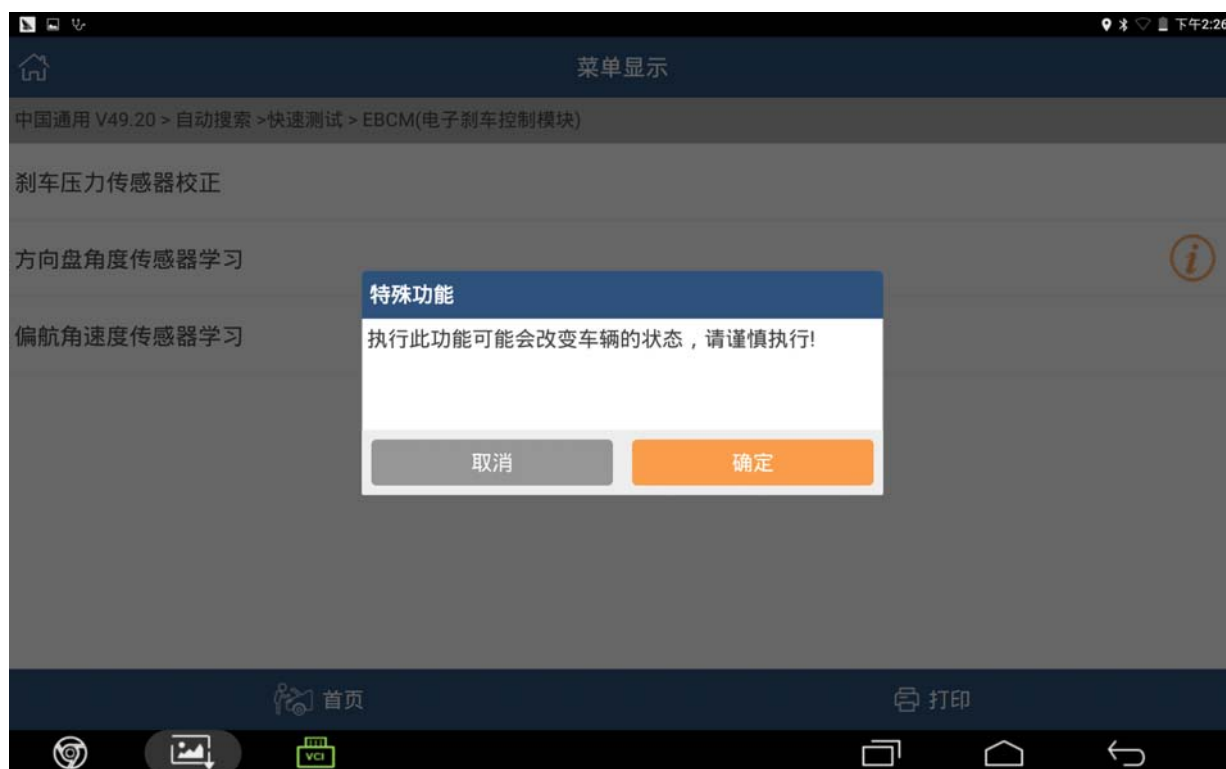 下午2:26
菜单显示
中国通用 V49.20 > 自动搜索 >快速测试 > EBCM(电子刹车控制模块)
刹车压力传感器校正
方向盘角度传感器学习
偏航角速度传感器学习
特殊功能
执行此功能可能会改变车辆的状态，请谨慎执行!
取消
确定
首页
打印
VCI